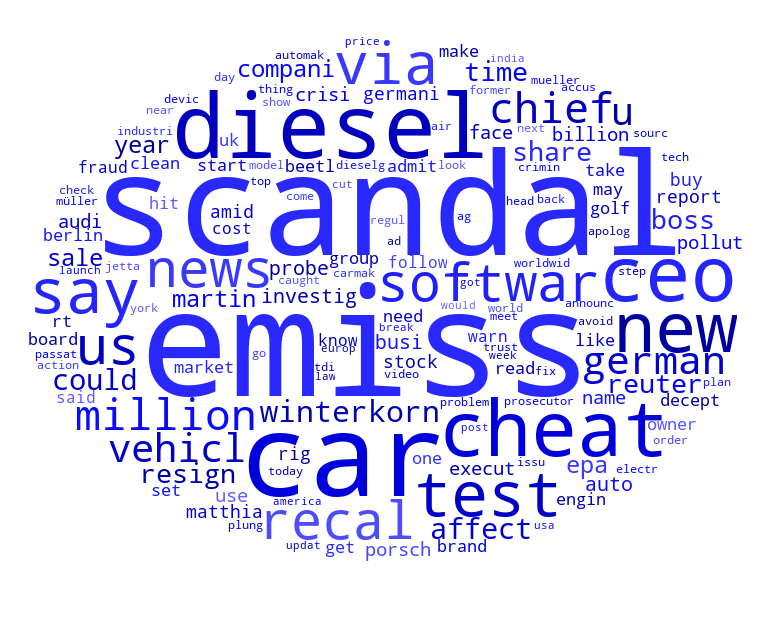 price
automak
make
via
india
compani
time
day
mueller
thing
crisi
germani
former
accus
devic
show
chiefu
near
diesel
air
face
next
billion
sourc
industri
uk
year
share
tech
fraud
clean
start
model
beetl
dieselg
admit
look
crimin
take
check
top
cut
may
buy
report
müller
hit
scandal
come
head
back
golf
audi
amid
regul
ag
boss
berlin
cost
apolog
pollut
ad
sale
news
probe
group
follow
worldwid
step
launch
jetta
carmak
softwar
got
ceo
say
caught
martin
investig
york
would
world
announc
rt
need
meet
avoid
new
board
us
know
break
busi
warn
trust
like
passat
go
europ
week
german
action
market
tdi
stock
read
fix
could
law
video
emiss
reuter
plan
said
name
million
winterkorn
problem
prosecutor
decept
vehicl
car
post
cheat
owner
order
rig
one
issu
resign
today
execut
epa
electr
set
use
auto
america
test
engin
matthia
plung
recal
affect
usa
updat
get
porsch
brand